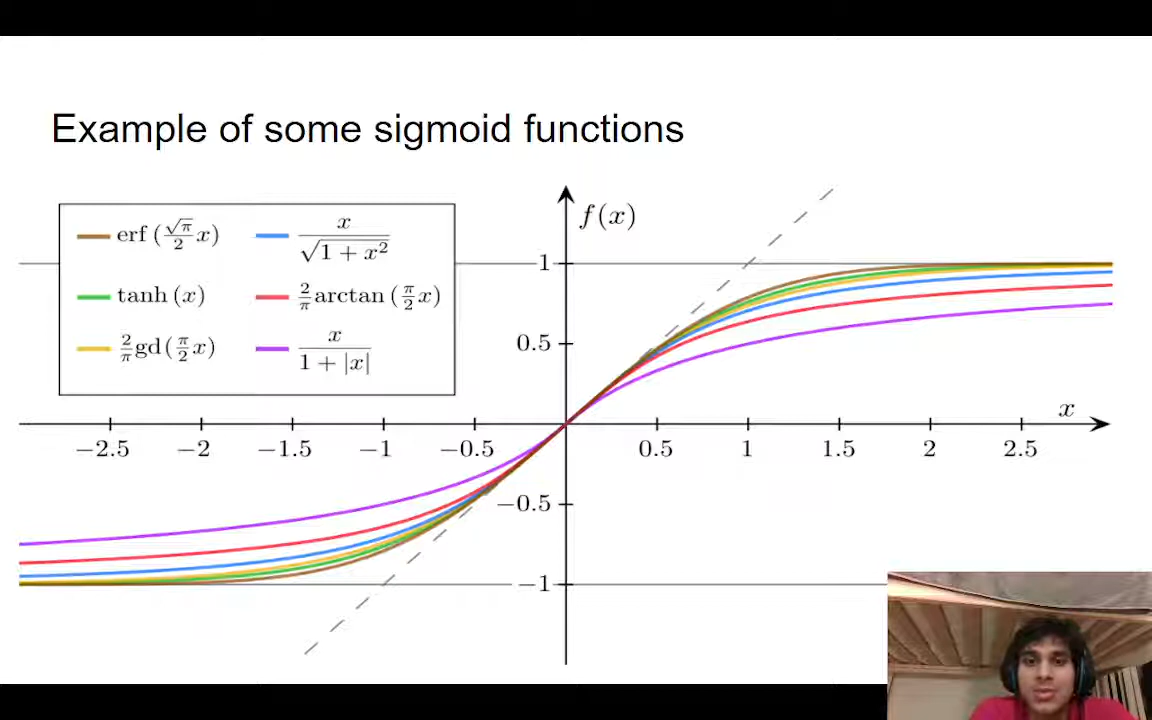 Example of some sigmoid functions
erf (√π/2 x)
x/√(1 + x²)
tanh (x)
2/π arctan (π/2 x)
2/π gd (π/2 x)
x/(1 + |x|)
f(x)
1
0.5
x
−2.5 −2 −1.5 −1 −0.5 0.5 1 1.5 2 2.5
−0.5
−1